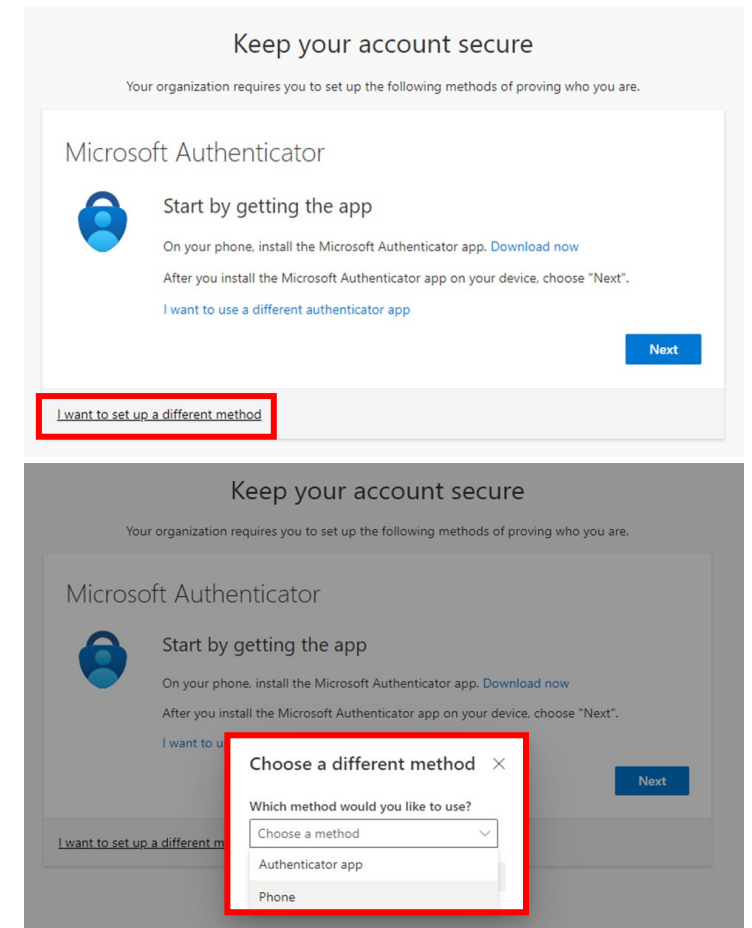 Keep your account secure
Your organization requires you to set up the following methods of proving who you are.
Microsoft Authenticator
Start by getting the app
On your phone, install the Microsoft Authenticator app. Download now
After you install the Microsoft Authenticator app on your device, choose "Next".
I want to use a different authenticator app
Next
I want to set up a different method
Keep your account secure
Your organization requires you to set up the following methods of proving who you are.
Microsoft Authenticator
Start by getting the app
On your phone, install the Microsoft Authenticator app. Download now
After you install the Microsoft Authenticator app on your device, choose "Next".
I want to u
Choose a different method
Next
Which method would you like to use?
Choose a method
I want to set up a different m
Authenticator app
Phone